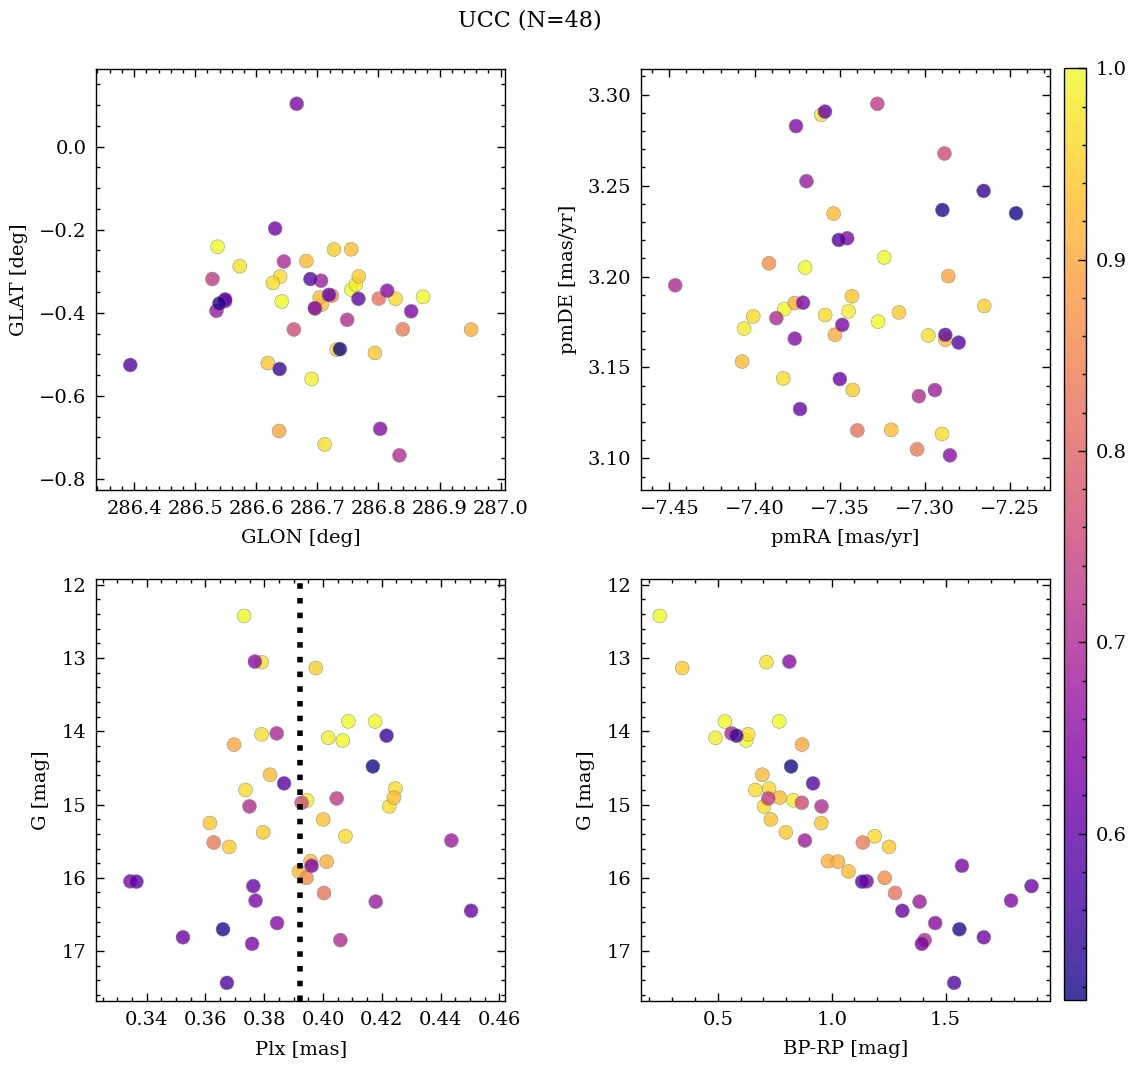 UCC (N=48)
0.0
−0.2
−0.4
−0.6
−0.8
GLAT [deg]
286.4 286.5 286.6 286.7 286.8 286.9 287.0
GLON [deg]
3.30
3.25
3.20
3.15
3.10
pmDE [mas/yr]
−7.45 −7.40 −7.35 −7.30 −7.25
pmRA [mas/yr]
1.0
0.9
0.8
0.7
0.6
12
13
14
15
16
17
G [mag]
0.34 0.36 0.38 0.40 0.42 0.44 0.46
Plx [mas]
12
13
14
15
16
17
G [mag]
0.5 1.0 1.5
BP-RP [mag]